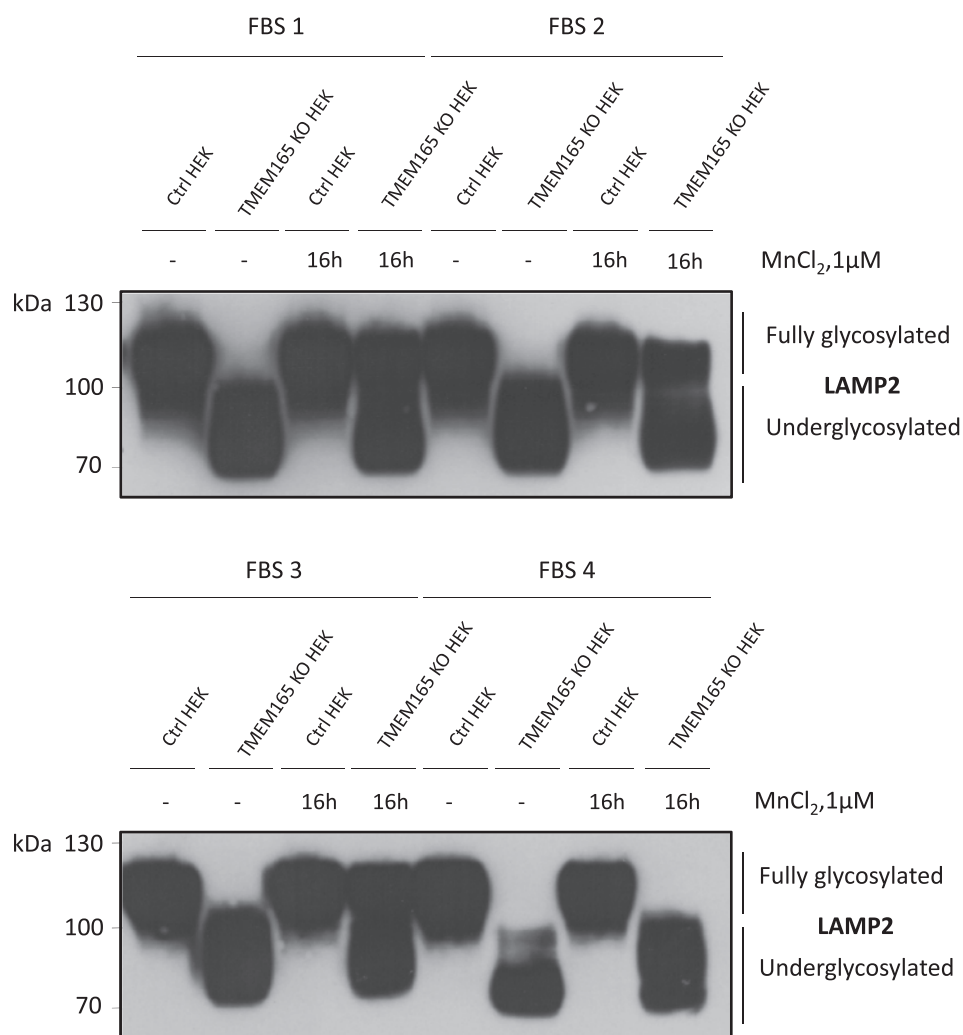 FBS 1 FBS 2
Ctrl HEK TMEM165 KO HEK Ctrl HEK TMEM165 KO HEK Ctrl HEK TMEM165 KO HEK Ctrl HEK TMEM165 KO HEK
- - 16h 16h - - 16h 16h MnCl₂,1µM
kDa 130
Fully glycosylated
100 LAMP2
Underglycosylated
70
FBS 3 FBS 4
Ctrl HEK TMEM165 KO HEK Ctrl HEK TMEM165 KO HEK Ctrl HEK TMEM165 KO HEK Ctrl HEK TMEM165 KO HEK
- - 16h 16h - - 16h 16h MnCl₂,1µM
kDa 130
Fully glycosylated
100 LAMP2
Underglycosylated
70